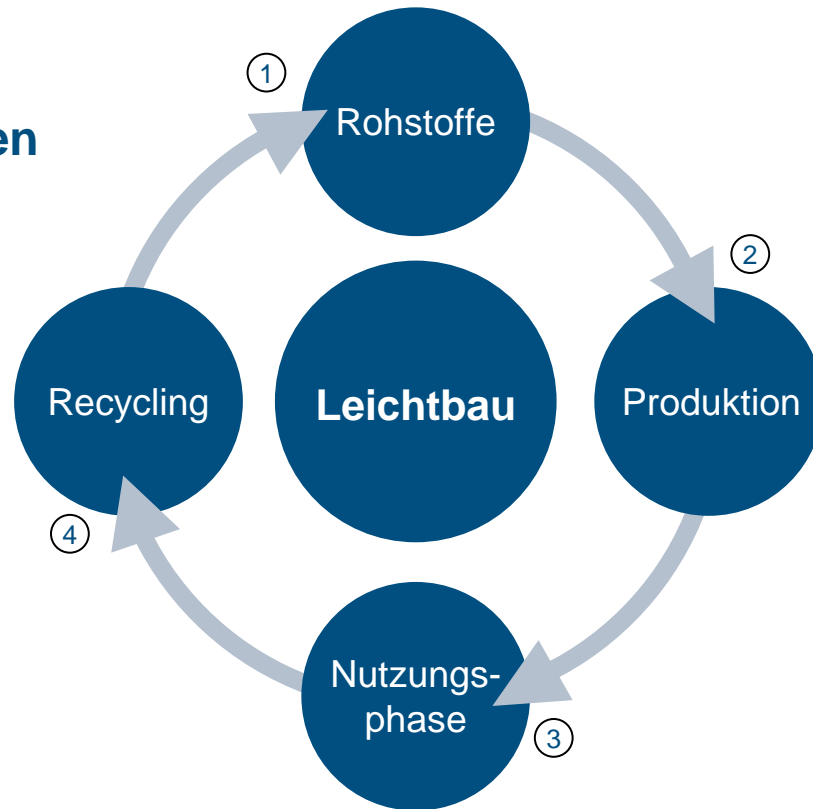 1
Rohstoffe
en
2
Recycling
Leichtbau
Produktion
4
Nutzungs-
phase
3